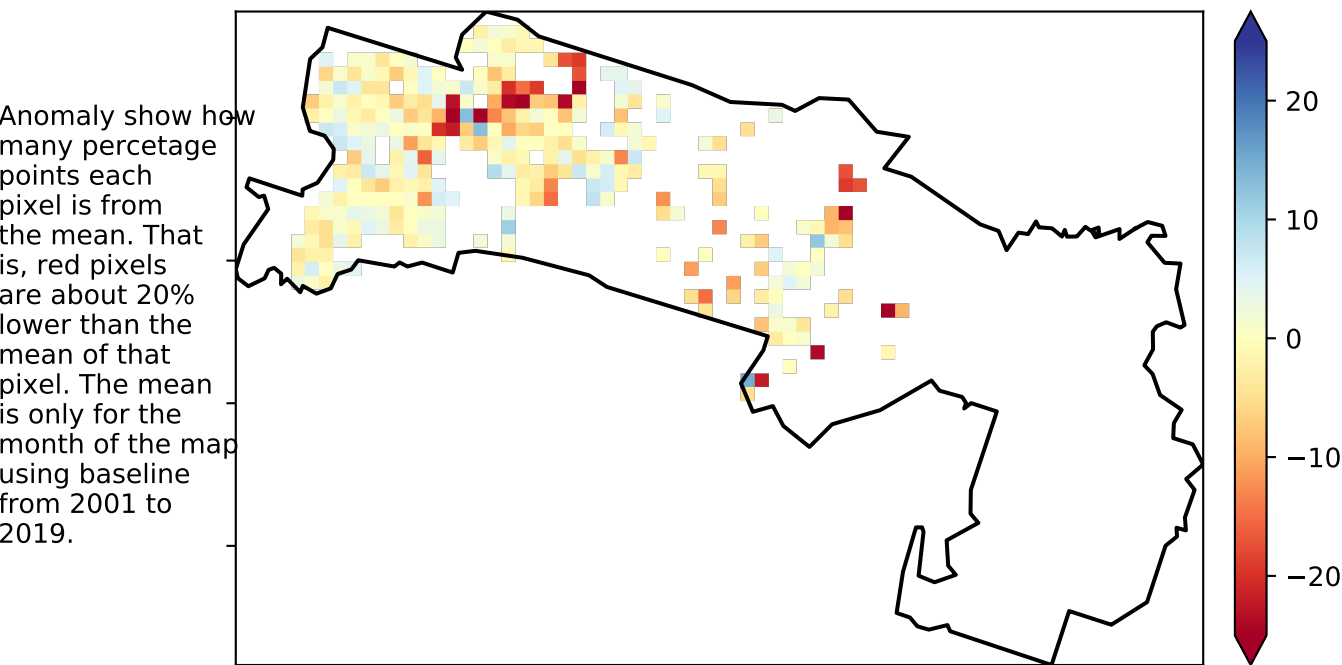 Anomaly show how
many percetage
points each
pixel is from
the mean. That
is, red pixels
are about 20%
lower than the
mean of that
pixel. The mean
is only for the
month of the map
using baseline
from 2001 to
2019.
20
10
0
−10
−20